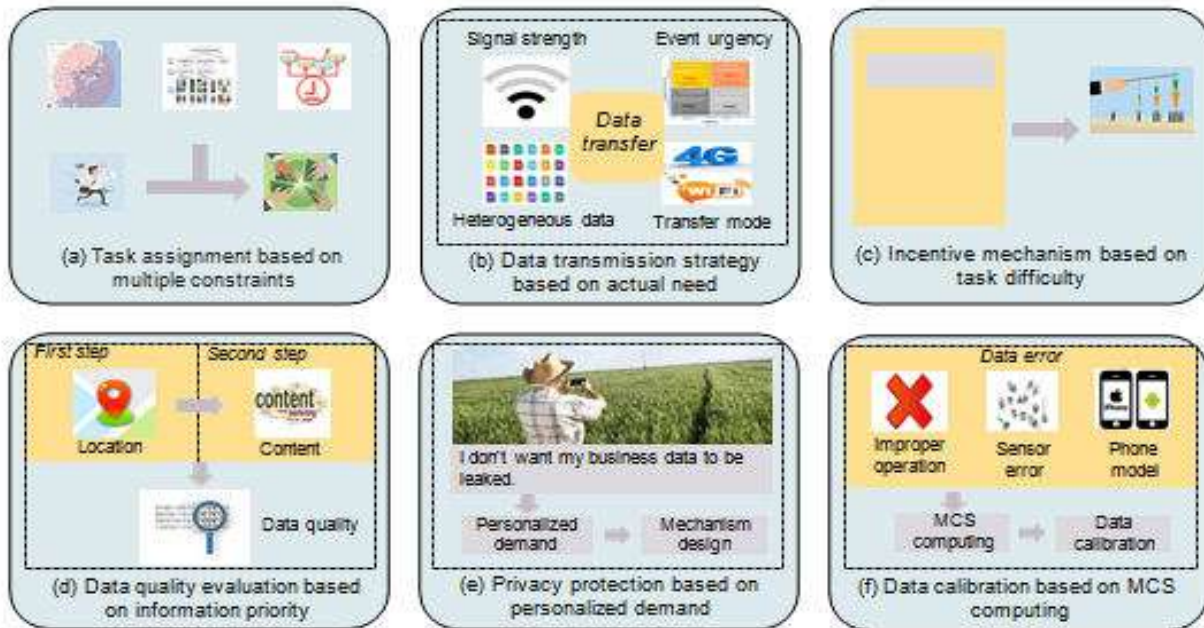 (a) Task assignment based on
multiple constraints
Signal strength
Event urgency
Data
transfer
4G
WiFi
Heterogeneous data
Transfer mode
(b) Data transmission strategy
based on actual need
(c) Incentive mechanism based on
task difficulty
First step
Second step
content
Location
Content
Data quality
(d) Data quality evaluation based
on information priority
I don't want my business data to be
leaked.
Personalized
demand
Mechanism
design
(e) Privacy protection based on
personalized demand
Data error
iPhone
Improper
operation
Sensor
error
Phone
model
MCS
computing
Data
calibration
(f) Data calibration based on MCS
computing